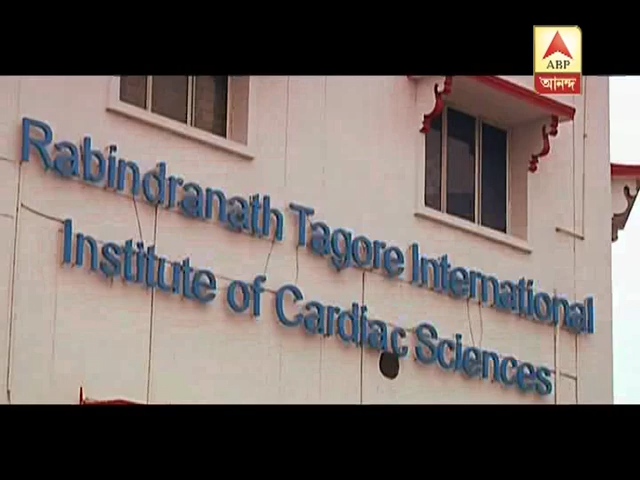 ABP
আনন্দ
Rabindranath Tagore International
Institute of Cardiac Sciences